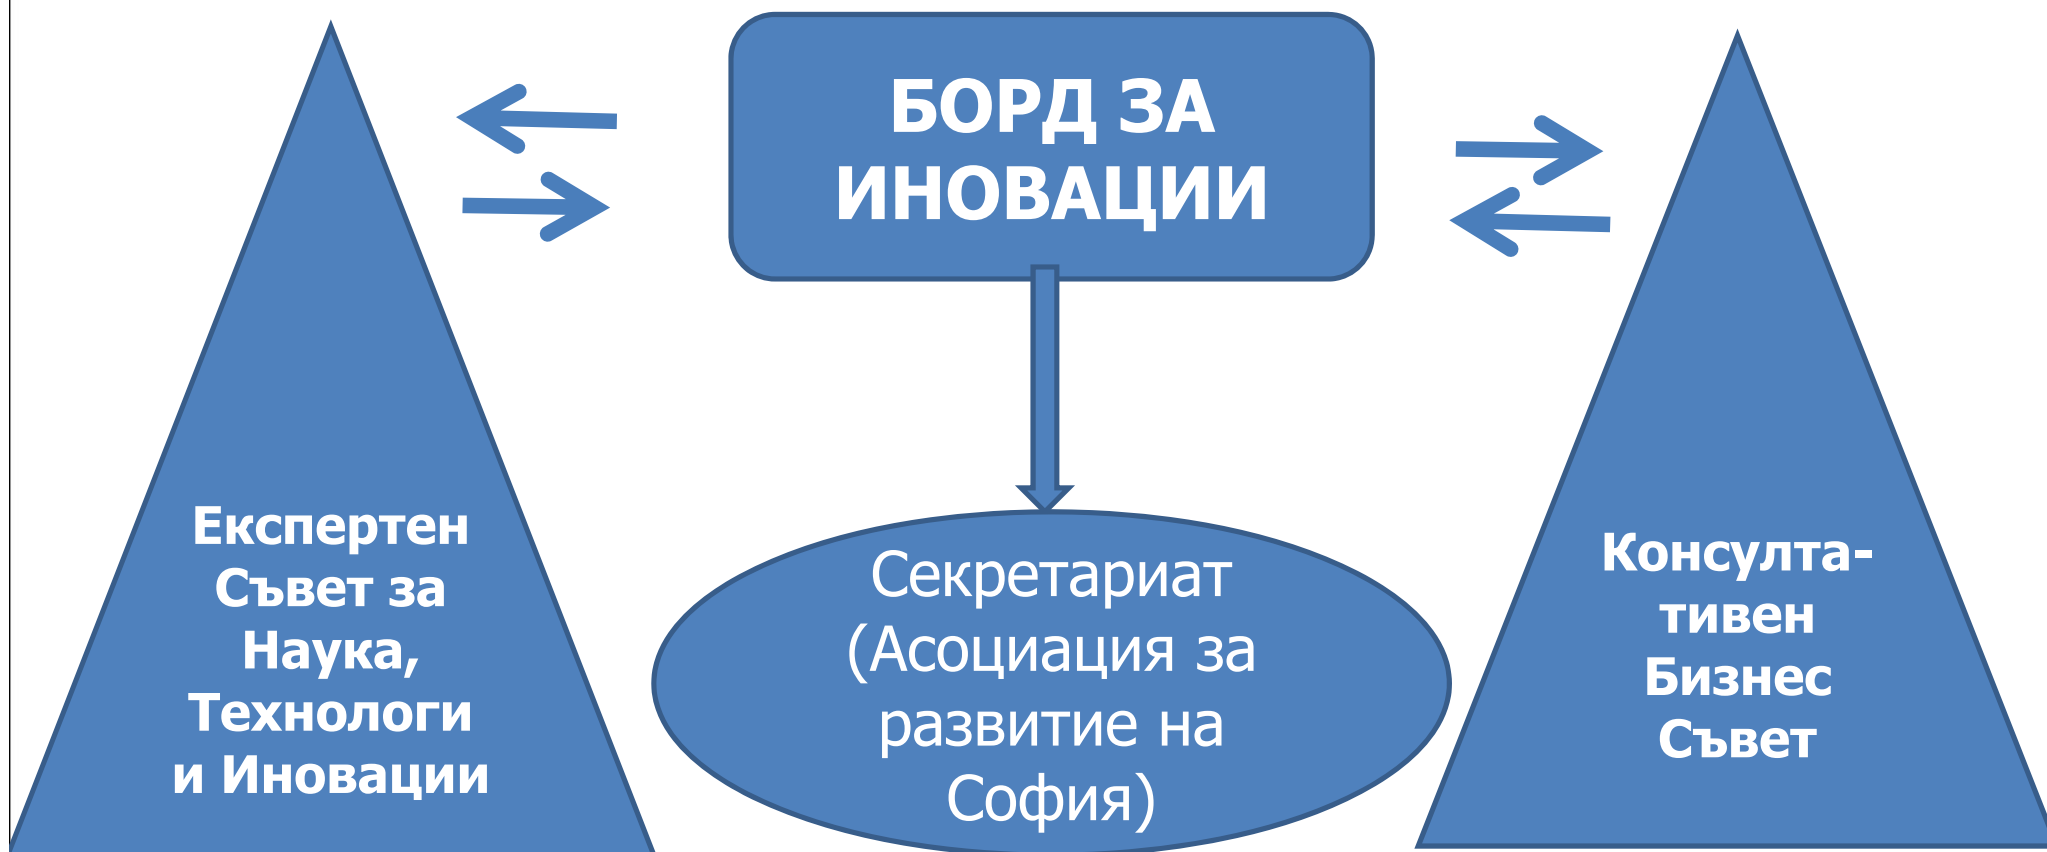 БОРД ЗА
ИНОВАЦИИ
Експертен
Съвет за
Наука,
Технологи
и Иновации
Секретариат
(Асоциация за
развитие на
София)
Консулта-
тивен
Бизнес
Съвет